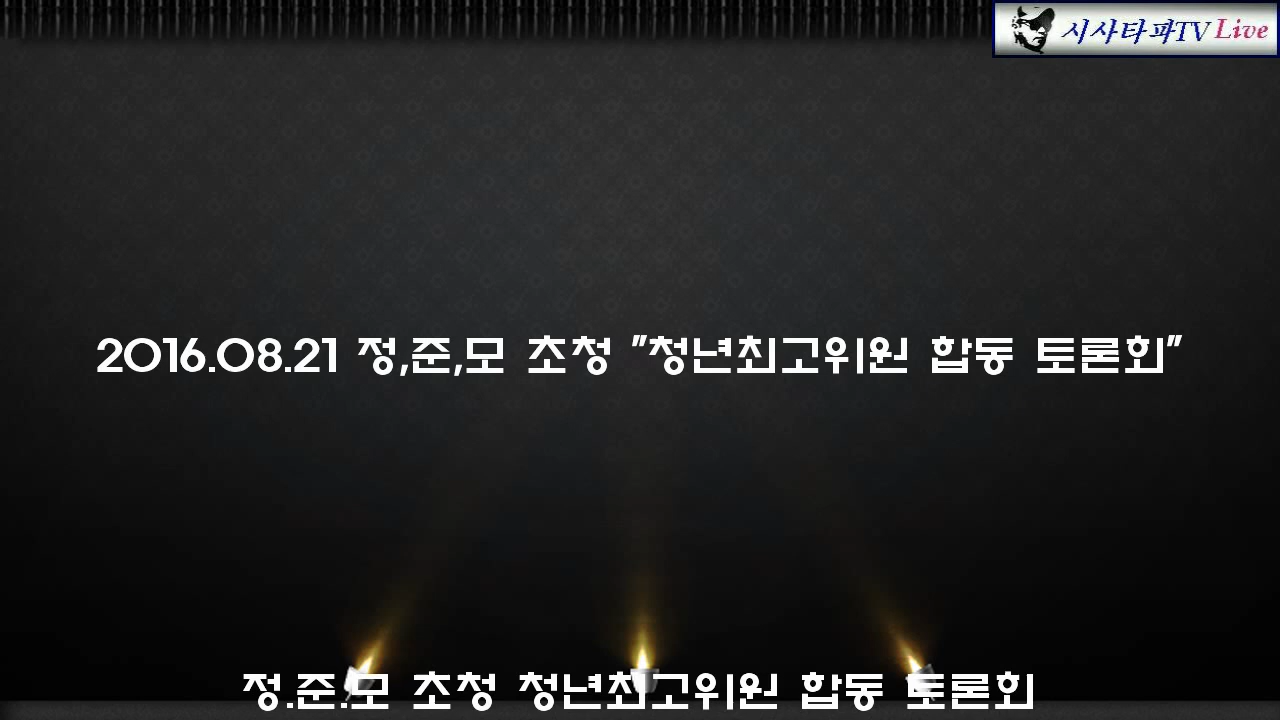 시사타파TV Live
2016.08.21 정,준,모 초청 "청년최고위원 합동 토론회"
정.준.모 초청 청년최고위원 합동 토론회